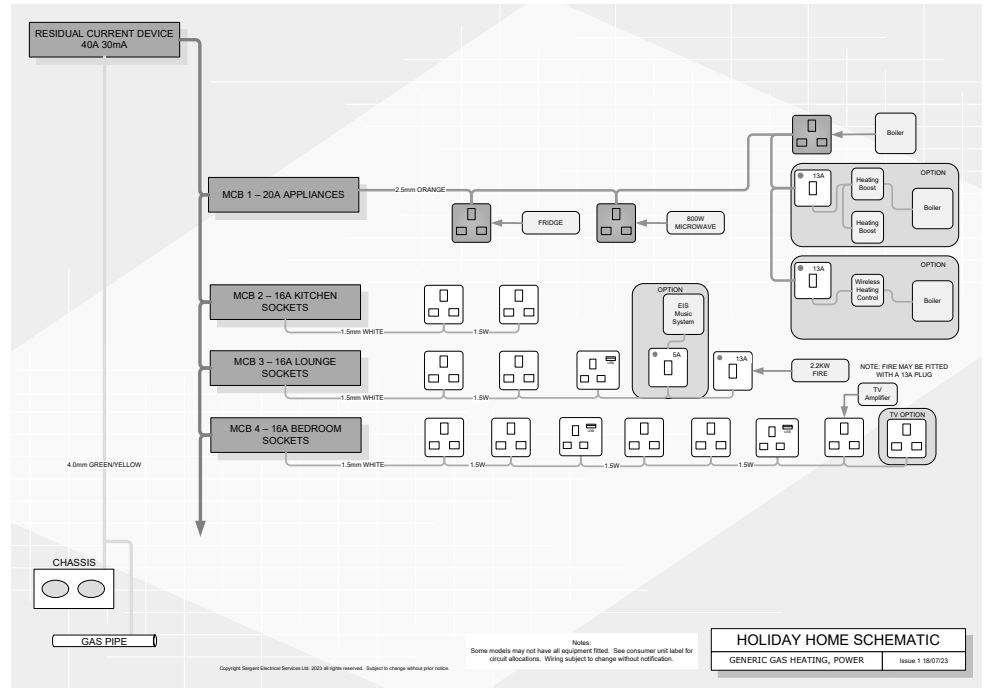 RESIDUAL CURRENT DEVICE
40A 30mA
Boiler
OPTION
13A
Heating
Boost
Boiler
Heating
Boost
MCB 1 – 20A APPLIANCES
2.5mm ORANGE
FRIDGE
800W
MICROWAVE
OPTION
13A
Wireless
Heating
Control
Boiler
MCB 2 – 16A KITCHEN
SOCKETS
1.5mm WHITE
1.5W
OPTION
EIS
Music
System
5A
MCB 3 – 16A LOUNGE
SOCKETS
1.5mm WHITE
1.5W
13A
2.2KW
FIRE
NOTE: FIRE MAY BE FITTED
WITH A 13A PLUG
TV
Amplifier
TV OPTION
MCB 4 – 16A BEDROOM
SOCKETS
1.5mm WHITE
1.5W
1.5W
1.5W
4.0mm GREEN/YELLOW
CHASSIS
GAS PIPE
Copyright Sargent Electrical Services Ltd. 2023 all rights reserved. Subject to change without prior notice.
Notes:
Some models may not have all equipment fitted. See consumer unit label for
circuit allocations. Wiring subject to change without notification.
HOLIDAY HOME SCHEMATIC
GENERIC GAS HEATING, POWER
Issue 1 18/07/23